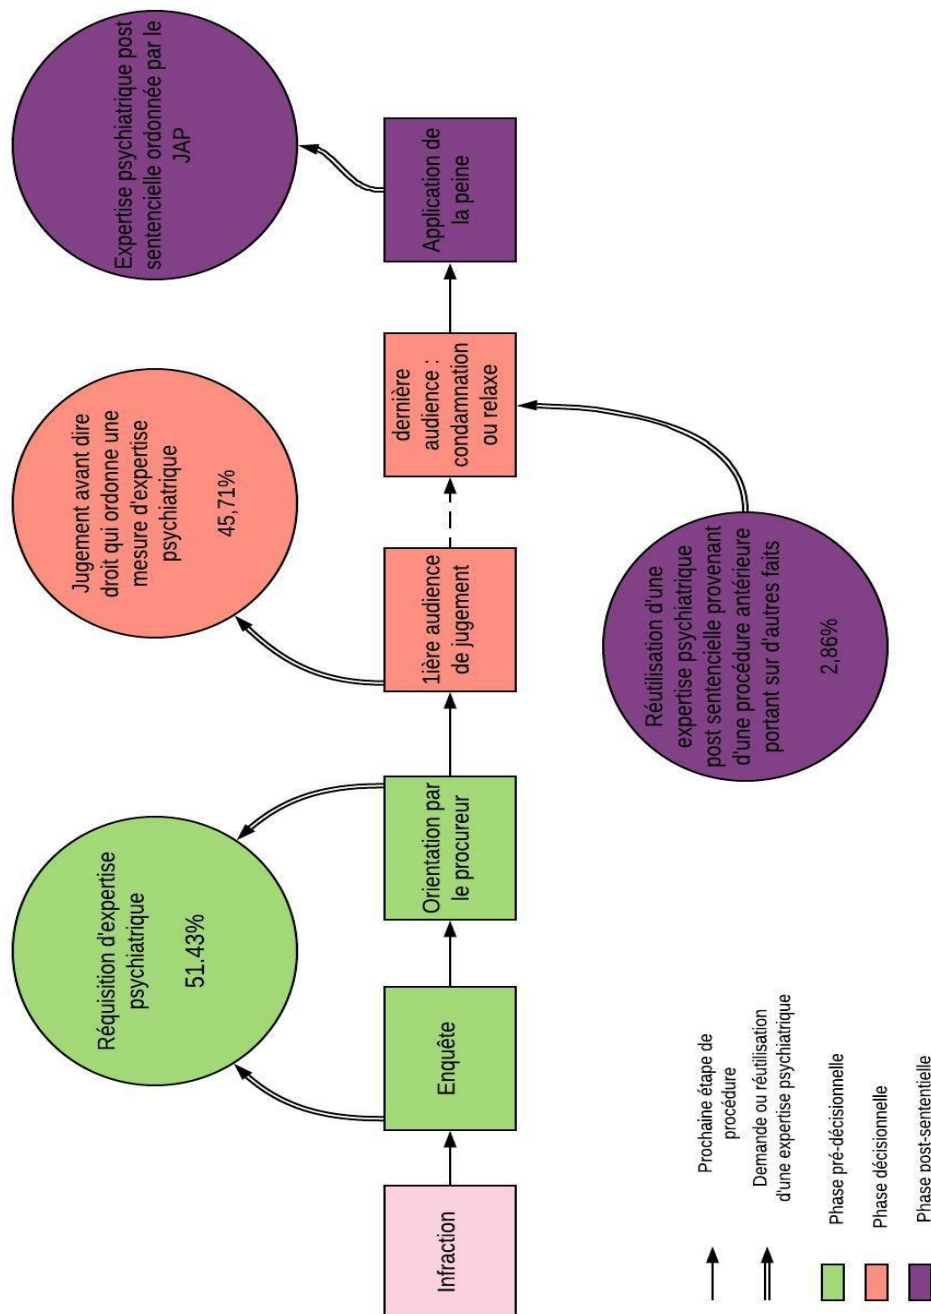 Réquisition d'expertise
psychiatrique
51.43%
Jugement avant dire
droit qui ordonne une
mesure d'expertise
psychiatrique
45,71%
Expertise psychiatrique post
sentencielle ordonnée par le
JAP
Infraction
Enquête
Orientation par
le procureur
1ière audience
de jugement
dernière
audience :
condamnation
ou relaxe
Application de
la peine
Réutilisation d'une
expertise psychiatrique
post sentencielle provenant
d'une procédure antérieure
portant sur d'autres faits
2,86%
Prochaine étape de
procédure
Demande ou réutilisation
d'une expertise psychiatrique
Phase pré-décisionnelle
Phase décisionnelle
Phase post-sententielle